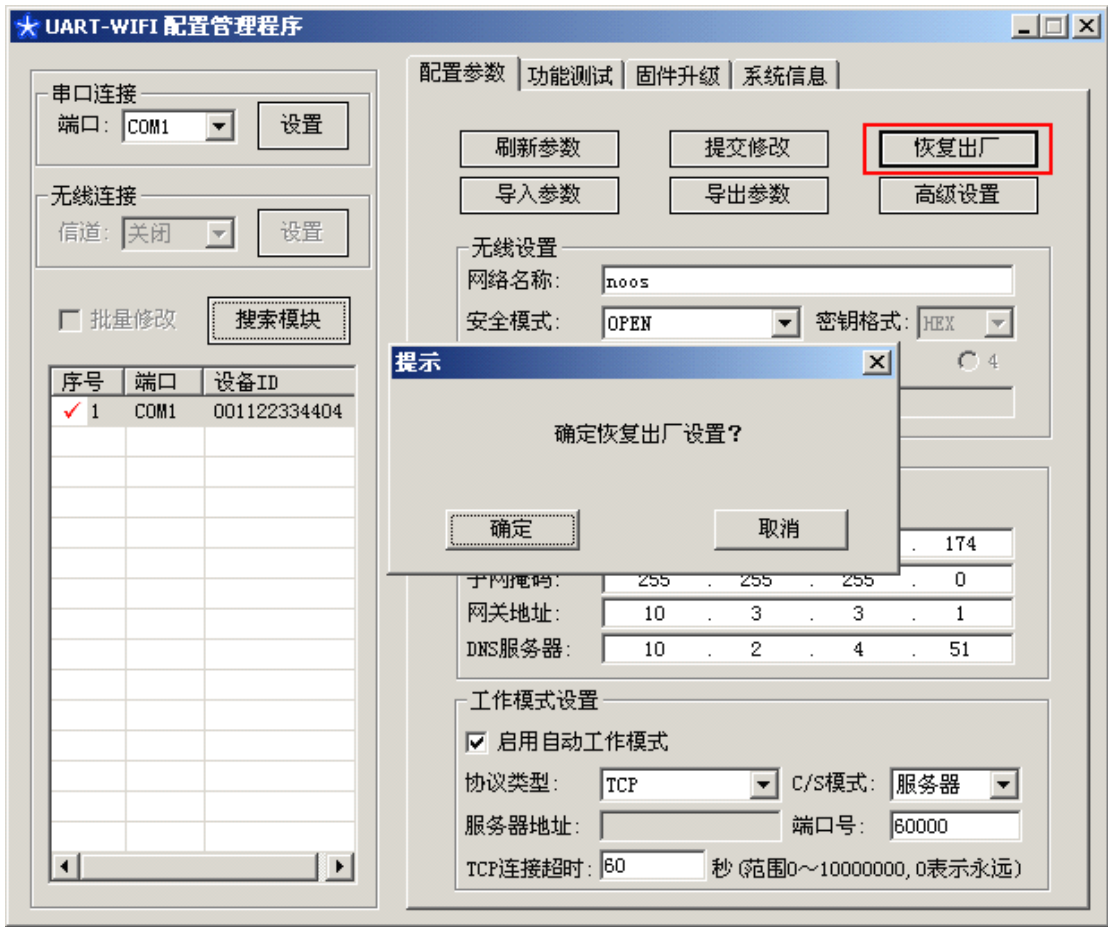 UART-WIFI 配置管理程序
串口连接
端口: COM1 设置
无线连接
信道: 关闭 设置
批量修改 搜索模块
序号 端口 设备ID
1 COM1 001122334404
配置参数 功能测试 固件升级 系统信息
刷新参数 提交修改 恢复出厂
导入参数 导出参数 高级设置
无线设置
网络名称: noos
安全模式: OPEN 密钥格式: HEX
4
提示
确定恢复出厂设置?
确定 取消
. 174
子网掩码: 255 . 255 . 255 . 0
网关地址: 10 . 3 . 3 . 1
DNS服务器: 10 . 2 . 4 . 51
工作模式设置
启用自动工作模式
协议类型: TCP C/S模式: 服务器
服务器地址: 端口号: 60000
TCP连接超时: 60 秒(范围0～10000000,0表示永远)